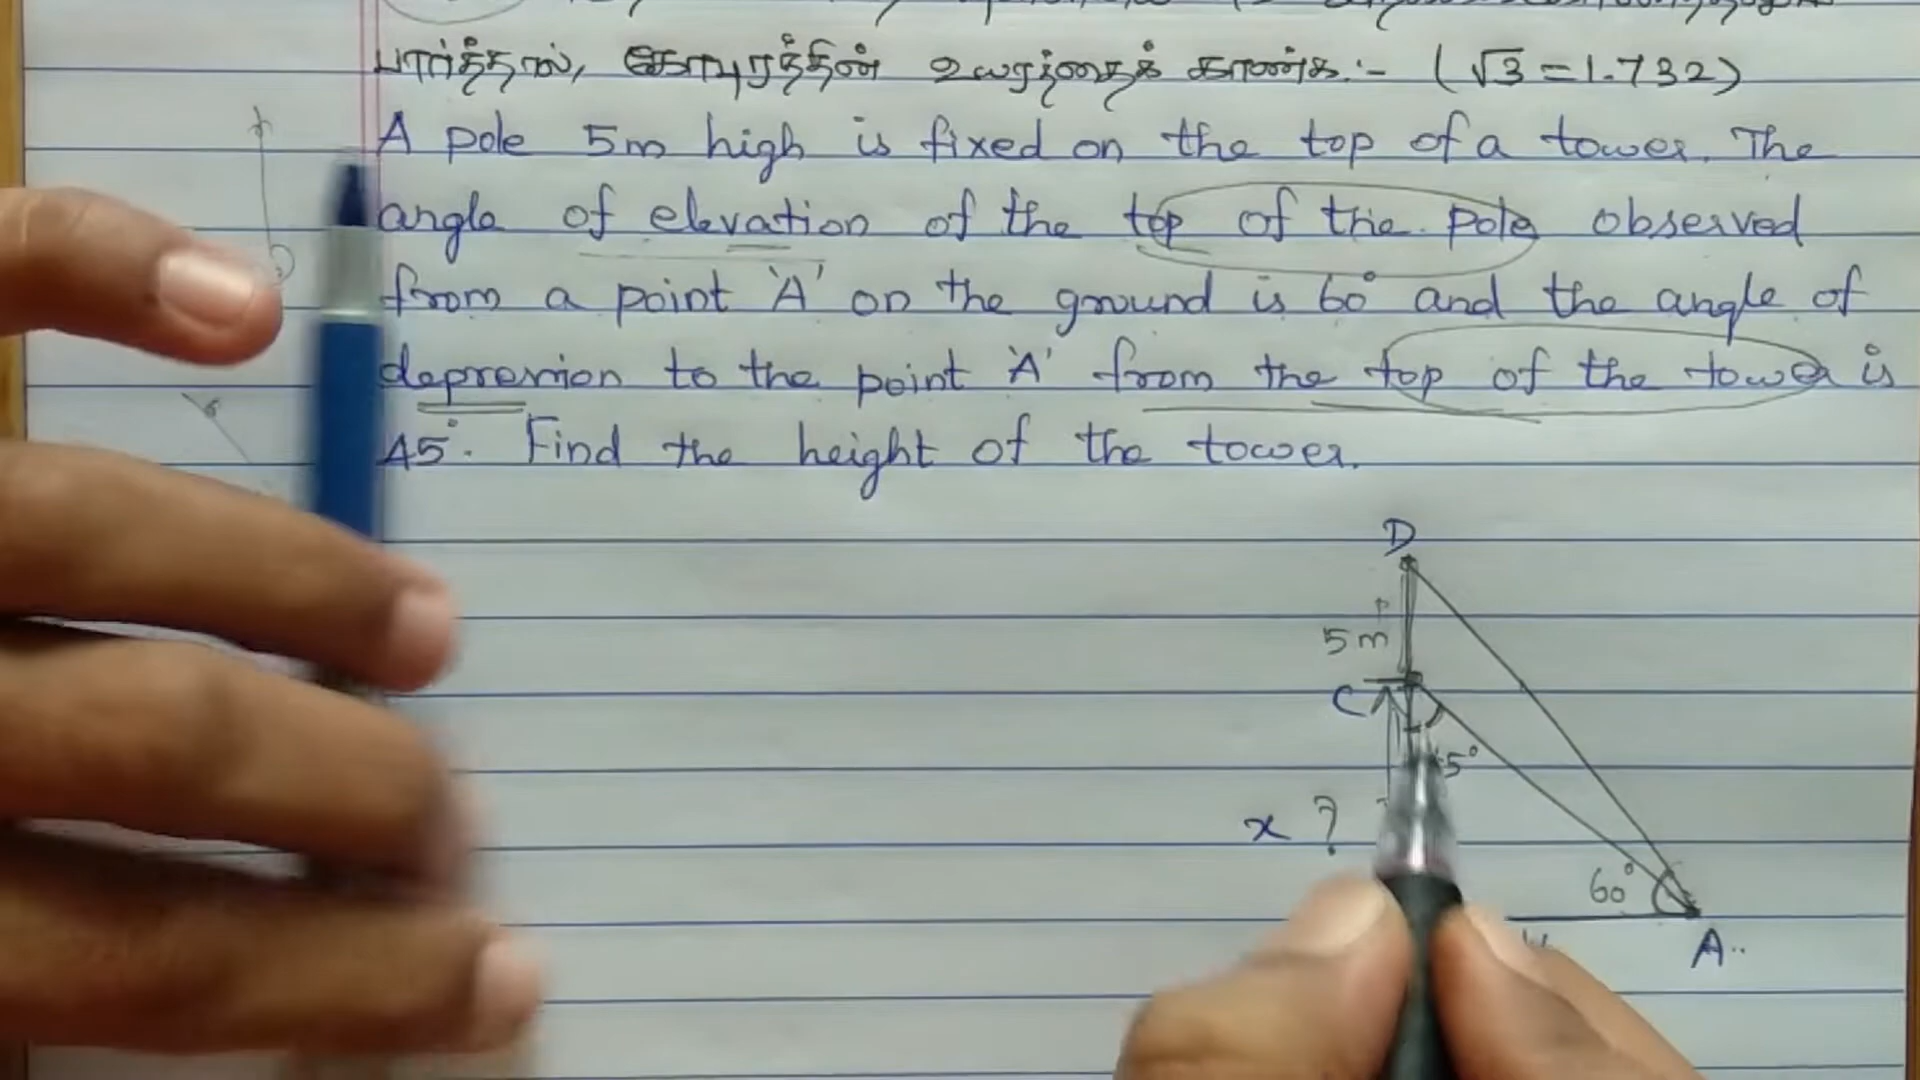 பார்த்தால், கோபுரத்தின் உயரத்தைக் காண்க :- (√3 = 1.732)
A pole 5m high is fixed on the top of a tower. The
angle of elevation of the top of the pole observed
from a point 'A' on the ground is 60° and the angle of
depression to the point 'A' from the top of the tower is
45°. Find the height of the tower.
D
5m
C
5°
x ?
60°
A..